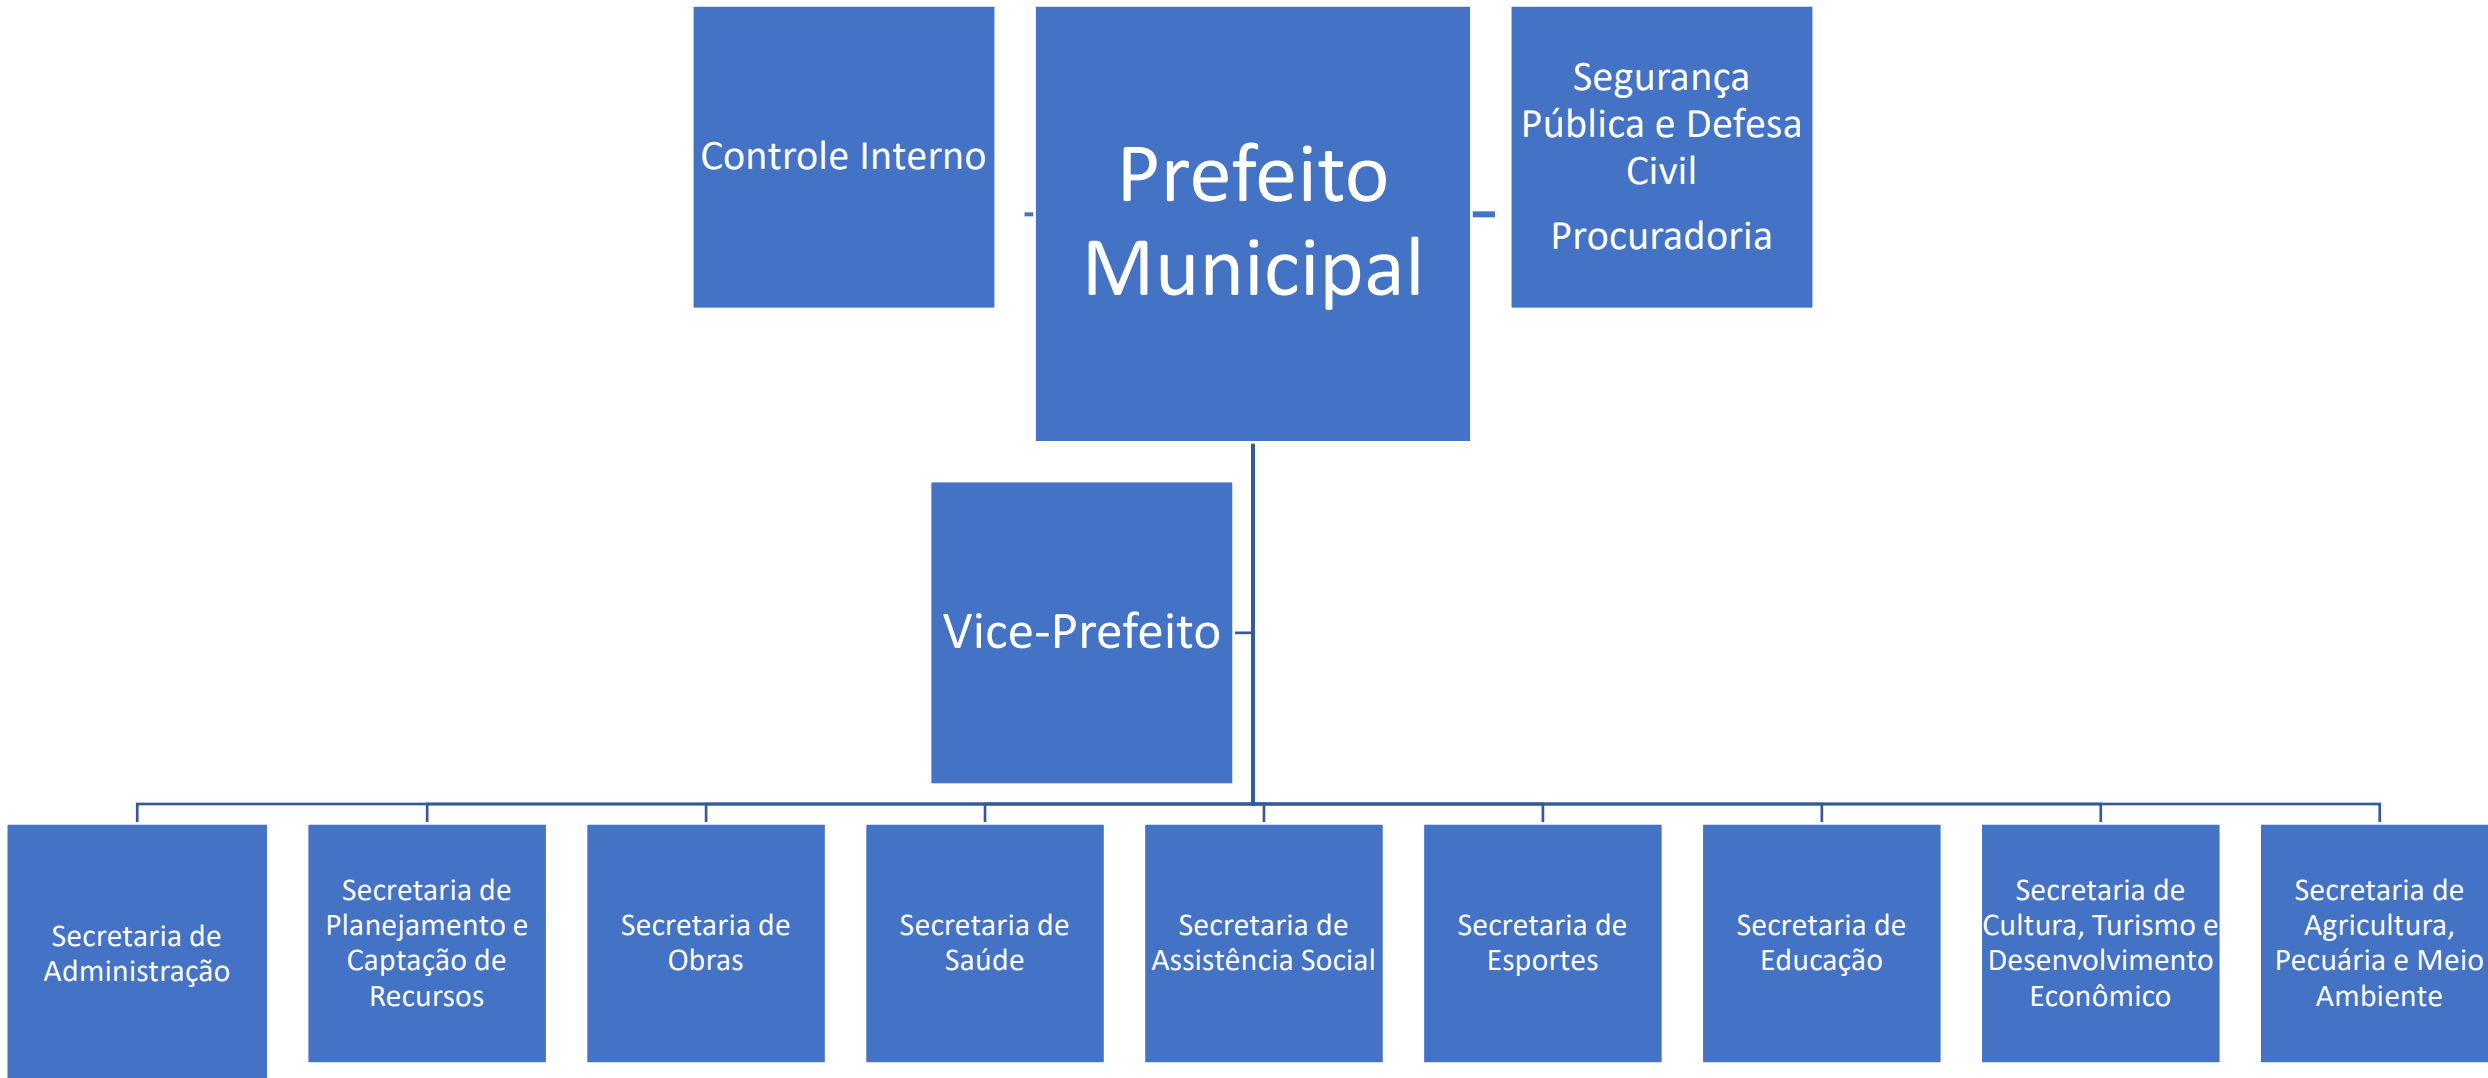 Controle Interno
Prefeito
Municipal
Segurança
Pública e Defesa
Civil
Procuradoria
Vice-Prefeito
Secretaria de
Administração
Secretaria de
Planejamento e
Captação de
Recursos
Secretaria de
Obras
Secretaria de
Saúde
Secretaria de
Assistência Social
Secretaria de
Esportes
Secretaria de
Educação
Secretaria de
Cultura, Turismo e
Desenvolvimento
Econômico
Secretaria de
Agricultura,
Pecuária e Meio
Ambiente